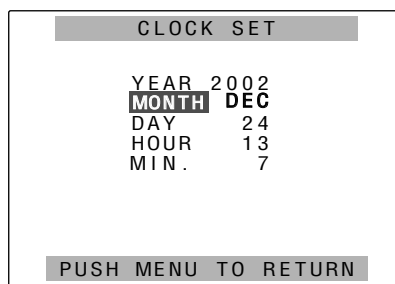 CLOCK SET
YEAR 2002
MONTH DEC
DAY 24
HOUR 13
MIN. 7
PUSH MENU TO RETURN